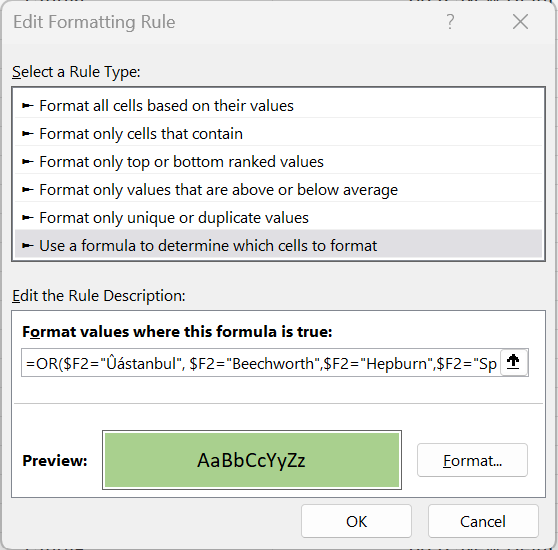 Edit Formatting Rule
Select a Rule Type:
► Format all cells based on their values
► Format only cells that contain
► Format only top or bottom ranked values
► Format only values that are above or below average
► Format only unique or duplicate values
► Use a formula to determine which cells to format
Edit the Rule Description:
Format values where this formula is true:
=OR($F2="Ûástanbul", $F2="Beechworth",$F2="Hepburn",$F2="Sp
Preview:
AaBbCcYyZz
Format...
OK
Cancel